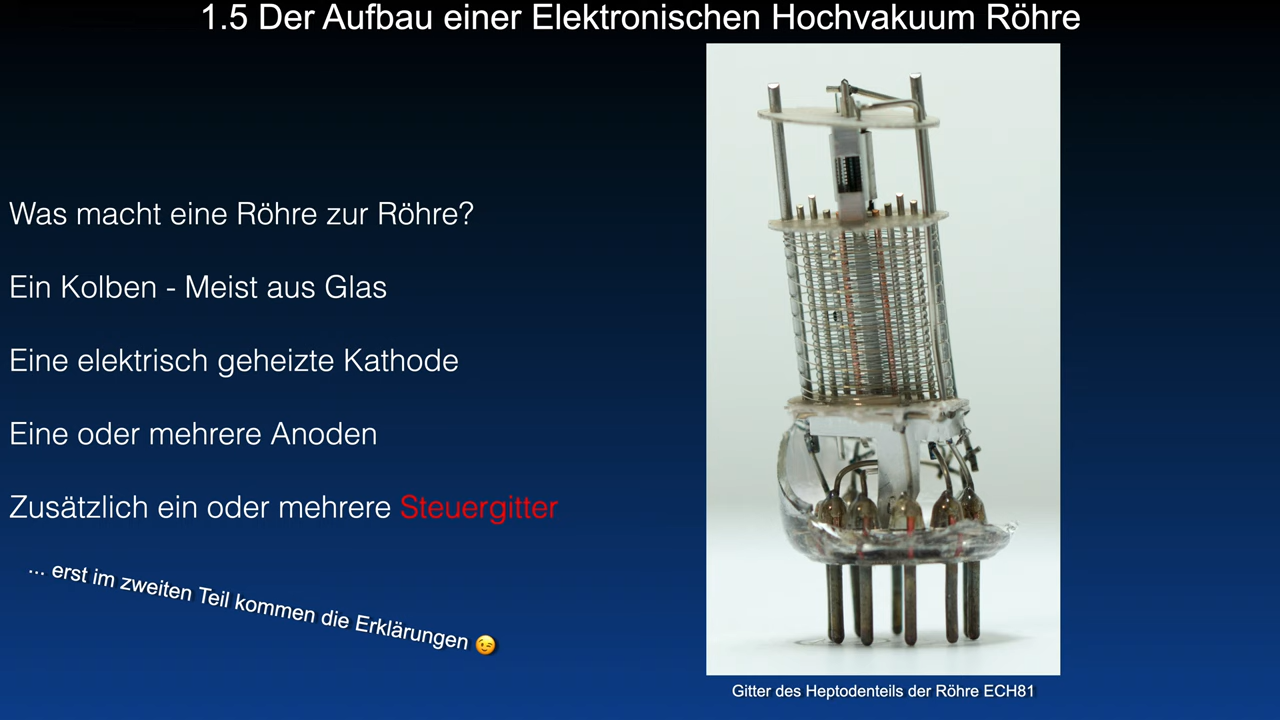 1.5 Der Aufbau einer Elektronischen Hochvakuum Röhre
Was macht eine Röhre zur Röhre?
Ein Kolben - Meist aus Glas
Eine elektrisch geheizte Kathode
Eine oder mehrere Anoden
Zusätzlich ein oder mehrere Steuergitter
... erst im zweiten Teil kommen die Erklärungen 😉
Gitter des Heptodenteils der Röhre ECH81